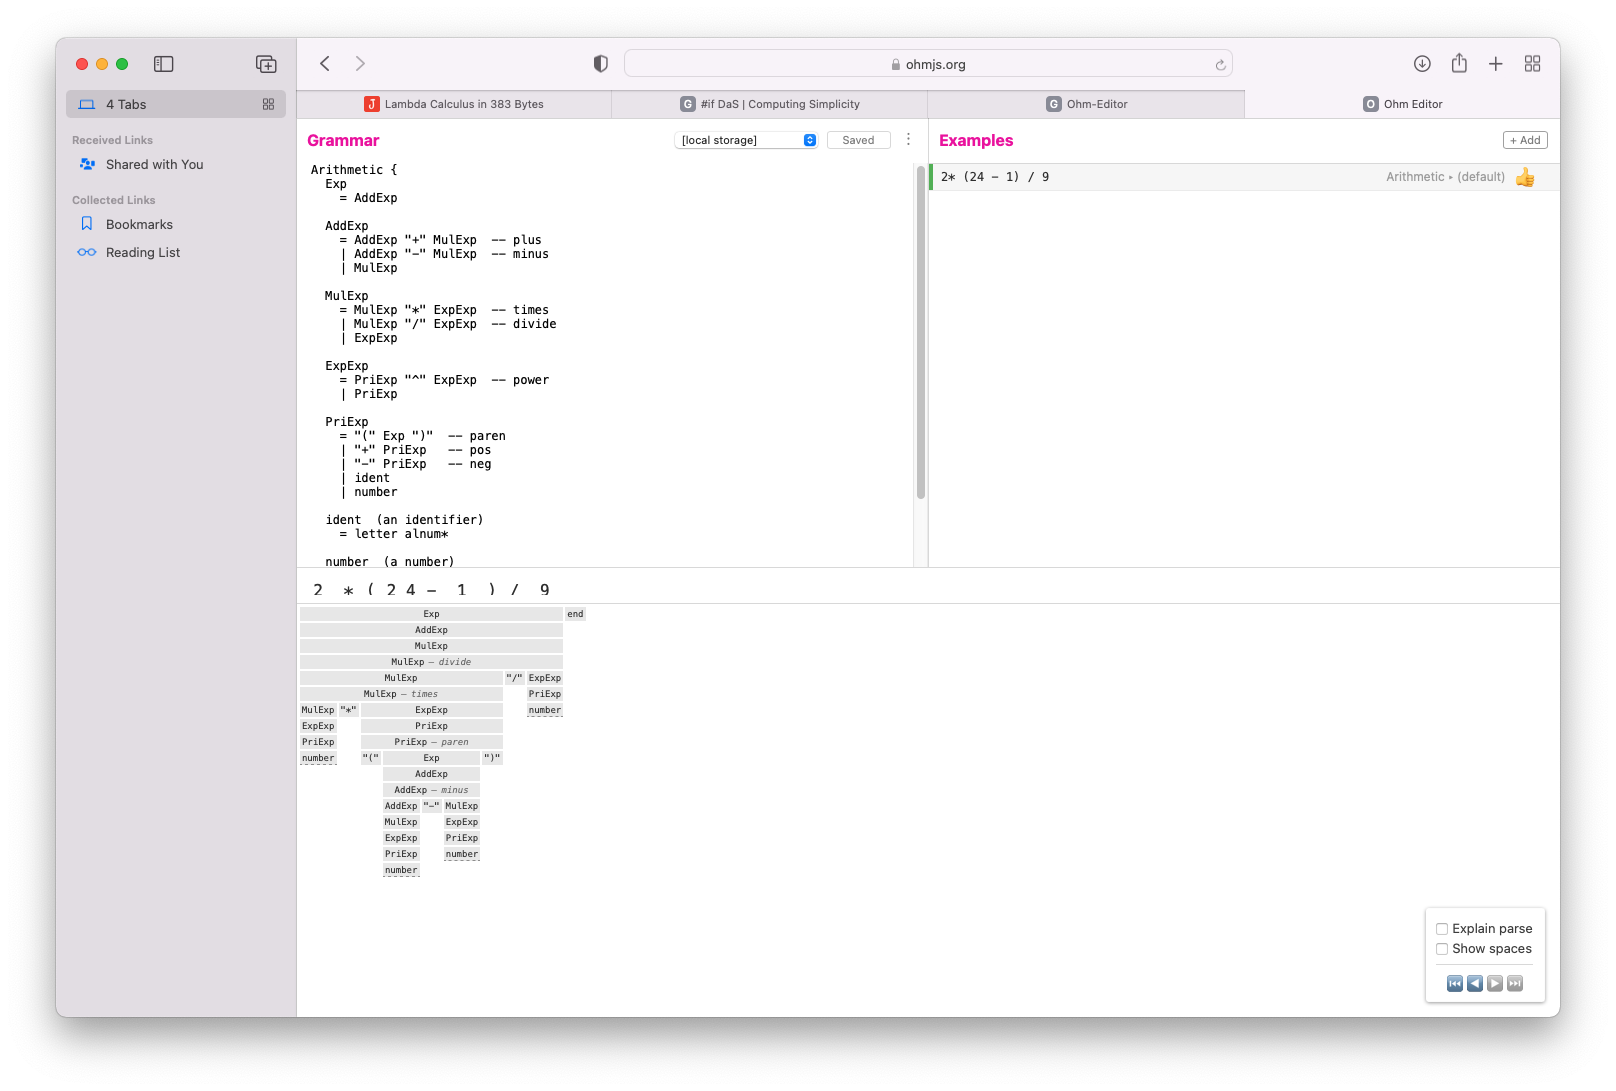 4 Tabs
Received Links
Shared with You
Collected Links
Bookmarks
Reading List
ohmjs.org
J Lambda Calculus in 383 Bytes
G #if DaS | Computing Simplicity
G Ohm-Editor
O Ohm Editor
Grammar
[local storage]
Saved
Arithmetic {
  Exp
    = AddExp

  AddExp
    = AddExp "+" MulExp  -- plus
    | AddExp "-" MulExp  -- minus
    | MulExp

  MulExp
    = MulExp "*" ExpExp  -- times
    | MulExp "/" ExpExp  -- divide
    | ExpExp

  ExpExp
    = PriExp "^" ExpExp  -- power
    | PriExp

  PriExp
    = "(" Exp ")"  -- paren
    | "+" PriExp   -- pos
    | "-" PriExp   -- neg
    | ident
    | number

  ident  (an identifier)
    = letter alnum*

  number  (a number)
Examples
+ Add
2* (24 - 1) / 9
Arithmetic ▸ (default)
2 * ( 2 4 - 1 ) / 9
Exp end
AddExp
MulExp
MulExp – divide
MulExp "/" ExpExp
MulExp – times PriExp
MulExp "*" ExpExp number
ExpExp PriExp
PriExp PriExp – paren
number "(" Exp ")"
AddExp
AddExp – minus
AddExp "-" MulExp
MulExp ExpExp
ExpExp PriExp
PriExp number
number
Explain parse
Show spaces